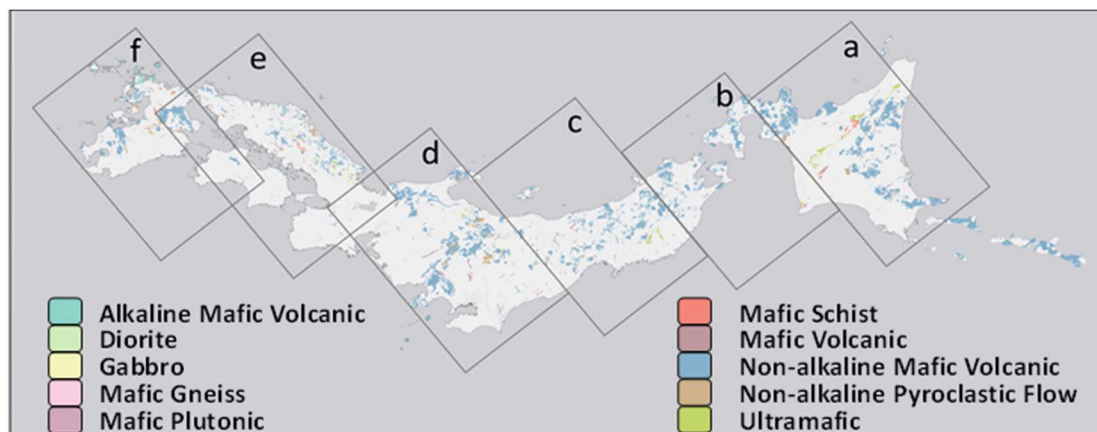 a
b
c
d
e
f
Alkaline Mafic Volcanic
Diorite
Gabbro
Mafic Gneiss
Mafic Plutonic
Mafic Schist
Mafic Volcanic
Non-alkaline Mafic Volcanic
Non-alkaline Pyroclastic Flow
Ultramafic